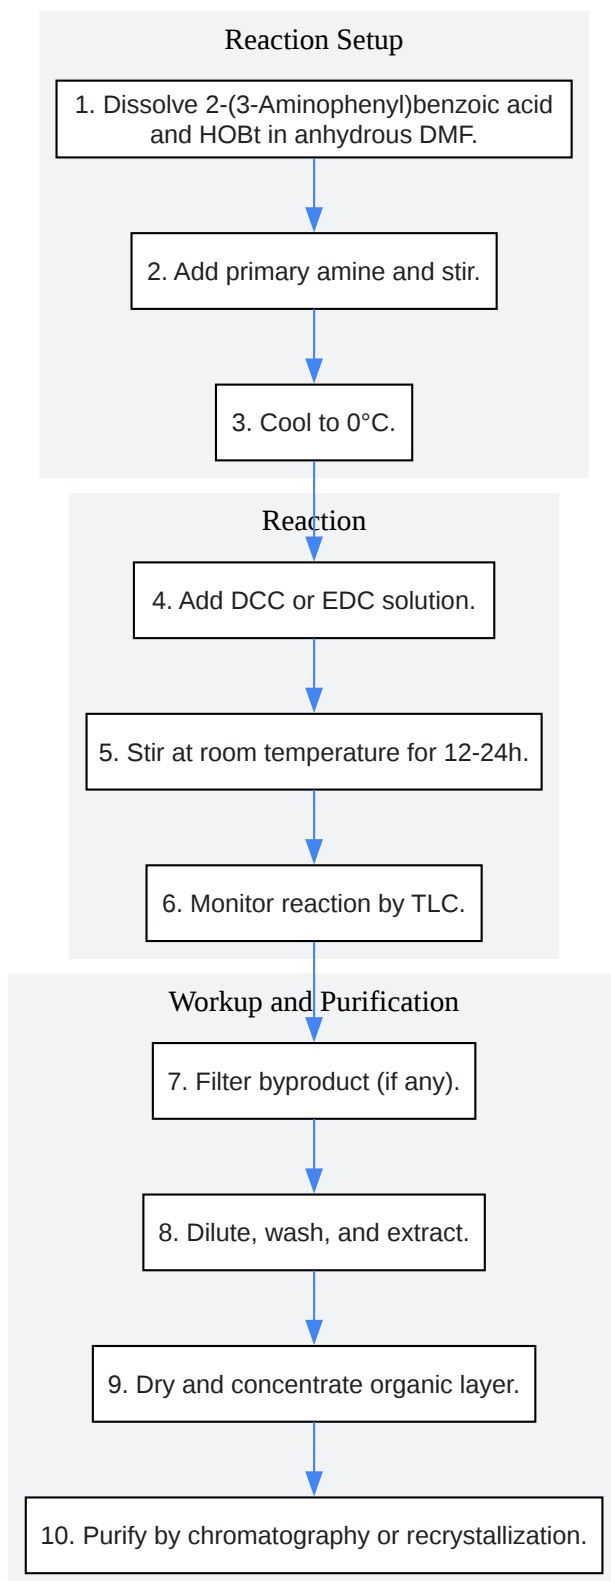 Reaction Setup
1. Dissolve 2-(3-Aminophenyl)benzoic acid
and HOBt in anhydrous DMF.
2. Add primary amine and stir.
3. Cool to 0°C.
Reaction
4. Add DCC or EDC solution.
5. Stir at room temperature for 12-24h.
6. Monitor reaction by TLC.
Workup and Purification
7. Filter byproduct (if any).
8. Dilute, wash, and extract.
9. Dry and concentrate organic layer.
10. Purify by chromatography or recrystallization.